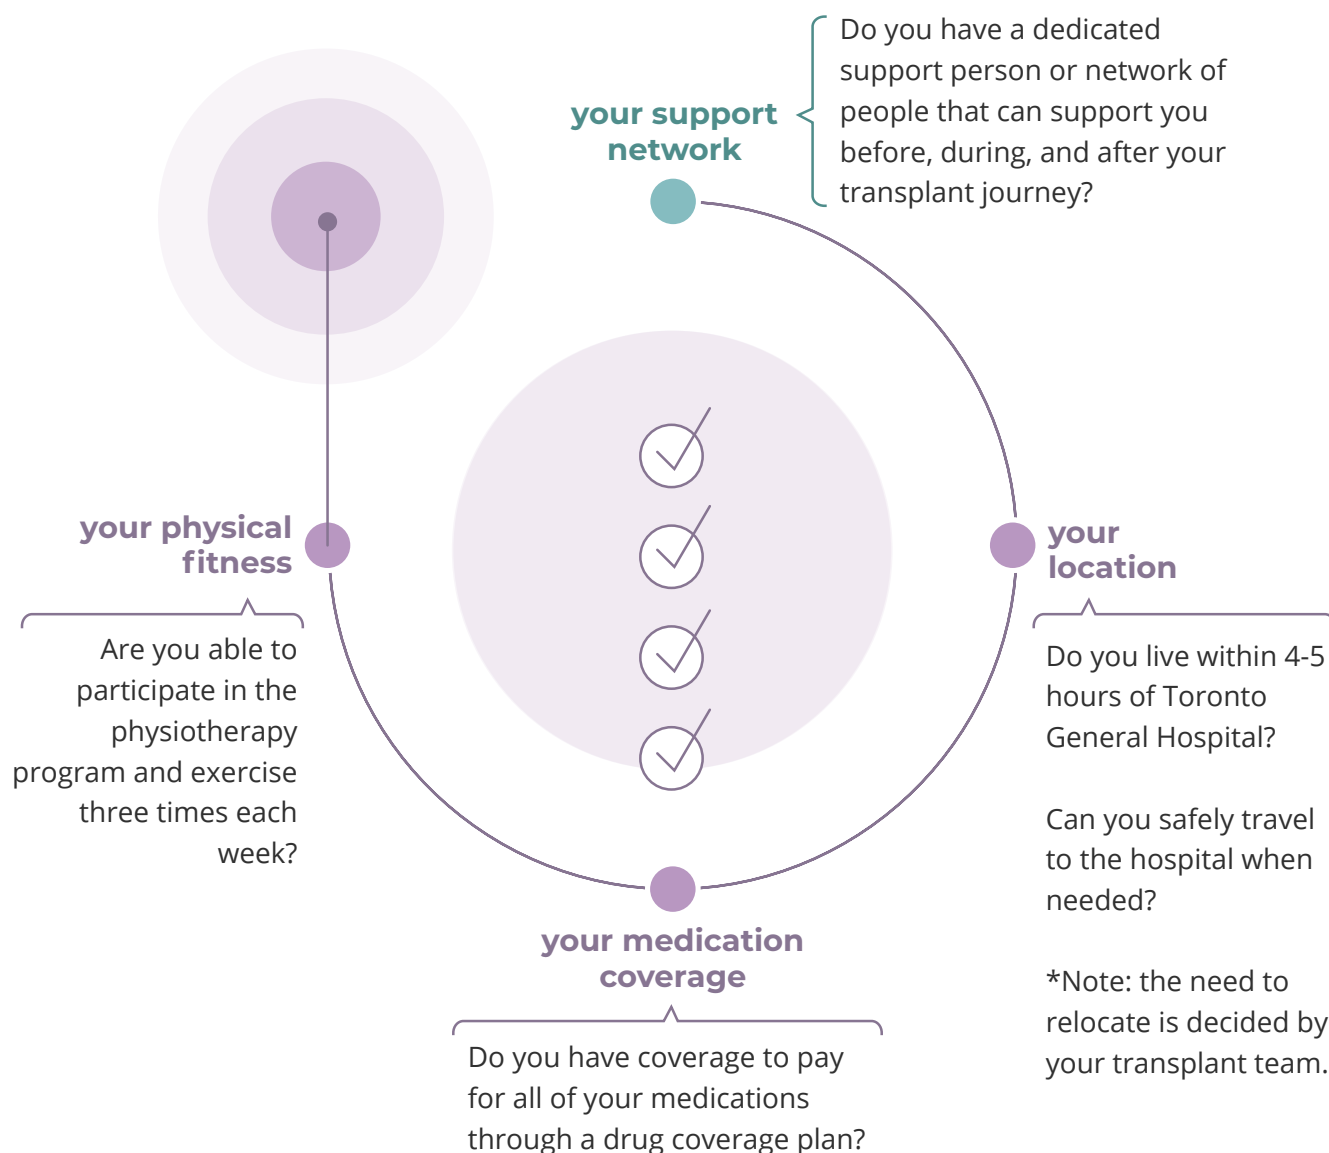 your support
network
Do you have a dedicated
support person or network of
people that can support you
before, during, and after your
transplant journey?
your
location
Do you live within 4-5
hours of Toronto
General Hospital?
Can you safely travel
to the hospital when
needed?
*Note: the need to
relocate is decided by
your transplant team.
your medication
coverage
Do you have coverage to pay
for all of your medications
through a drug coverage plan?
your physical
fitness
Are you able to
participate in the
physiotherapy
program and exercise
three times each
week?